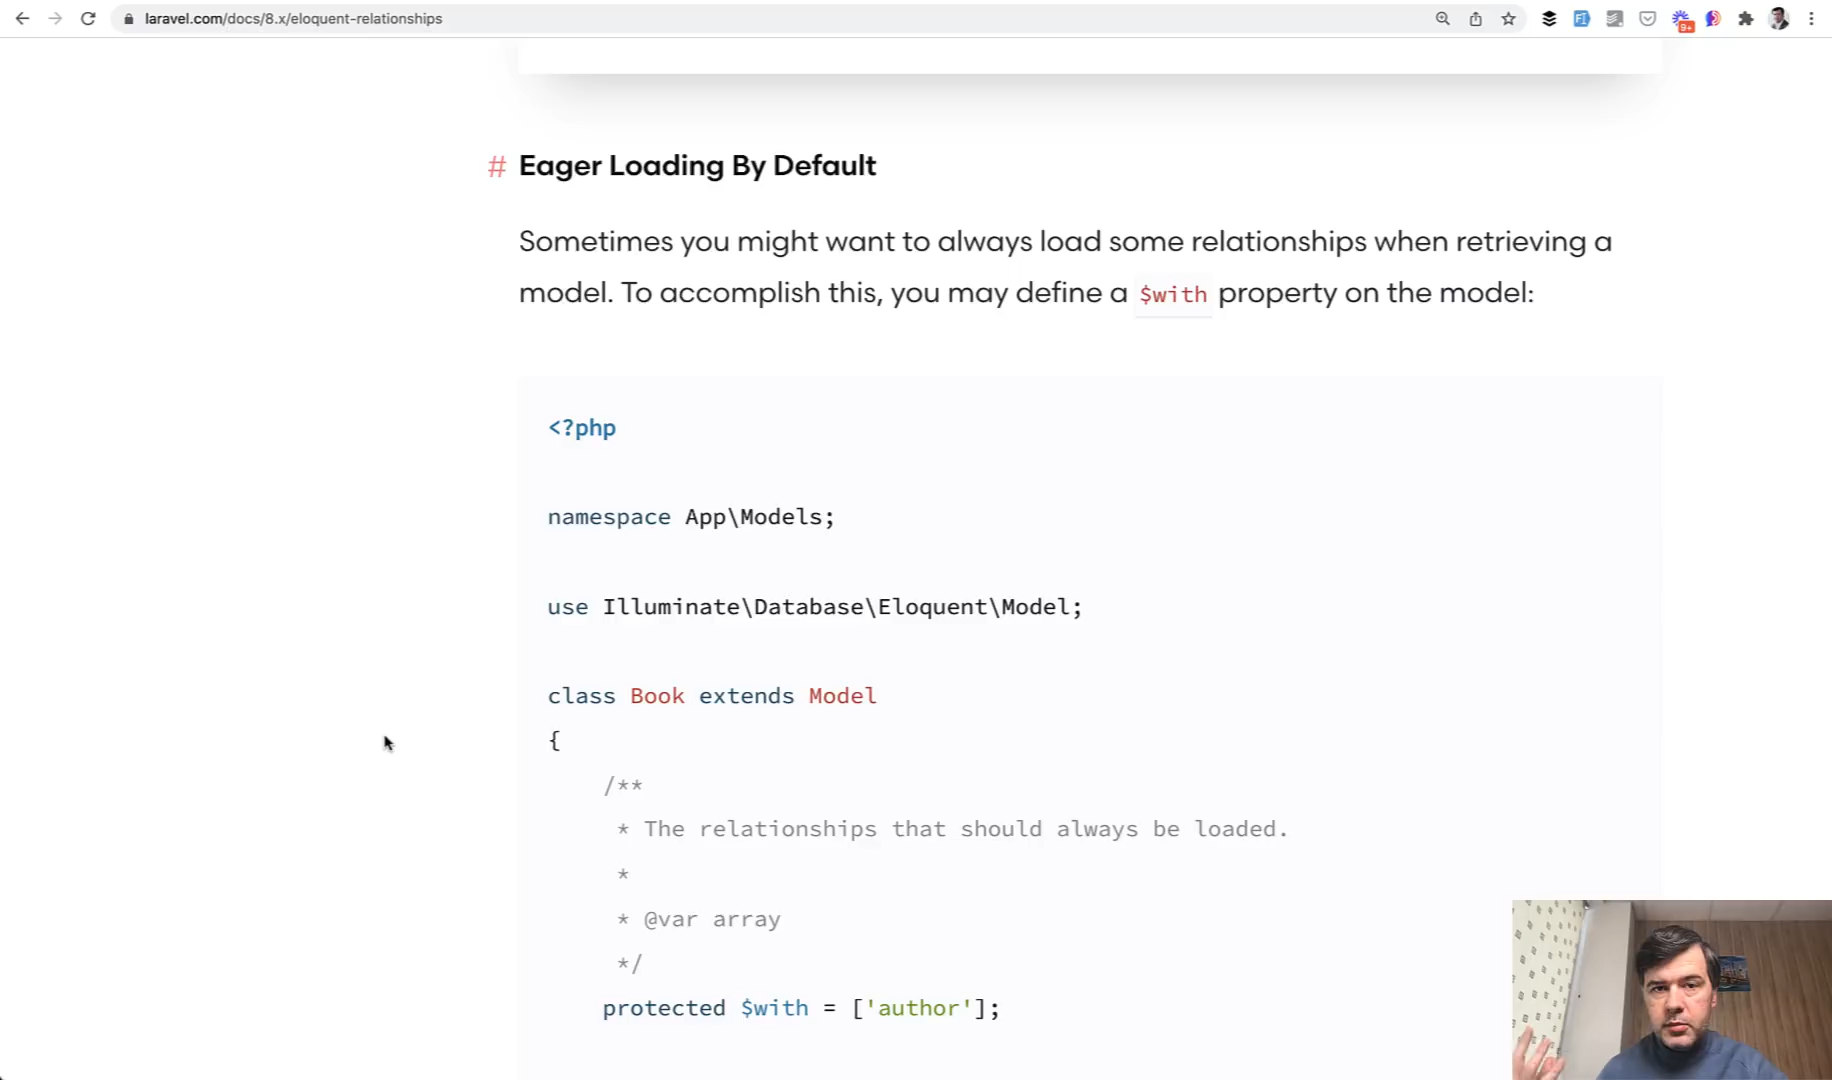 laravel.com/docs/8.x/eloquent-relationships
9+
# Eager Loading By Default
Sometimes you might want to always load some relationships when retrieving a
model. To accomplish this, you may define a $with property on the model:
<?php
namespace App\Models;
use Illuminate\Database\Eloquent\Model;
class Book extends Model
{
/**
* The relationships that should always be loaded.
*
* @var array
*/
protected $with = ['author'];